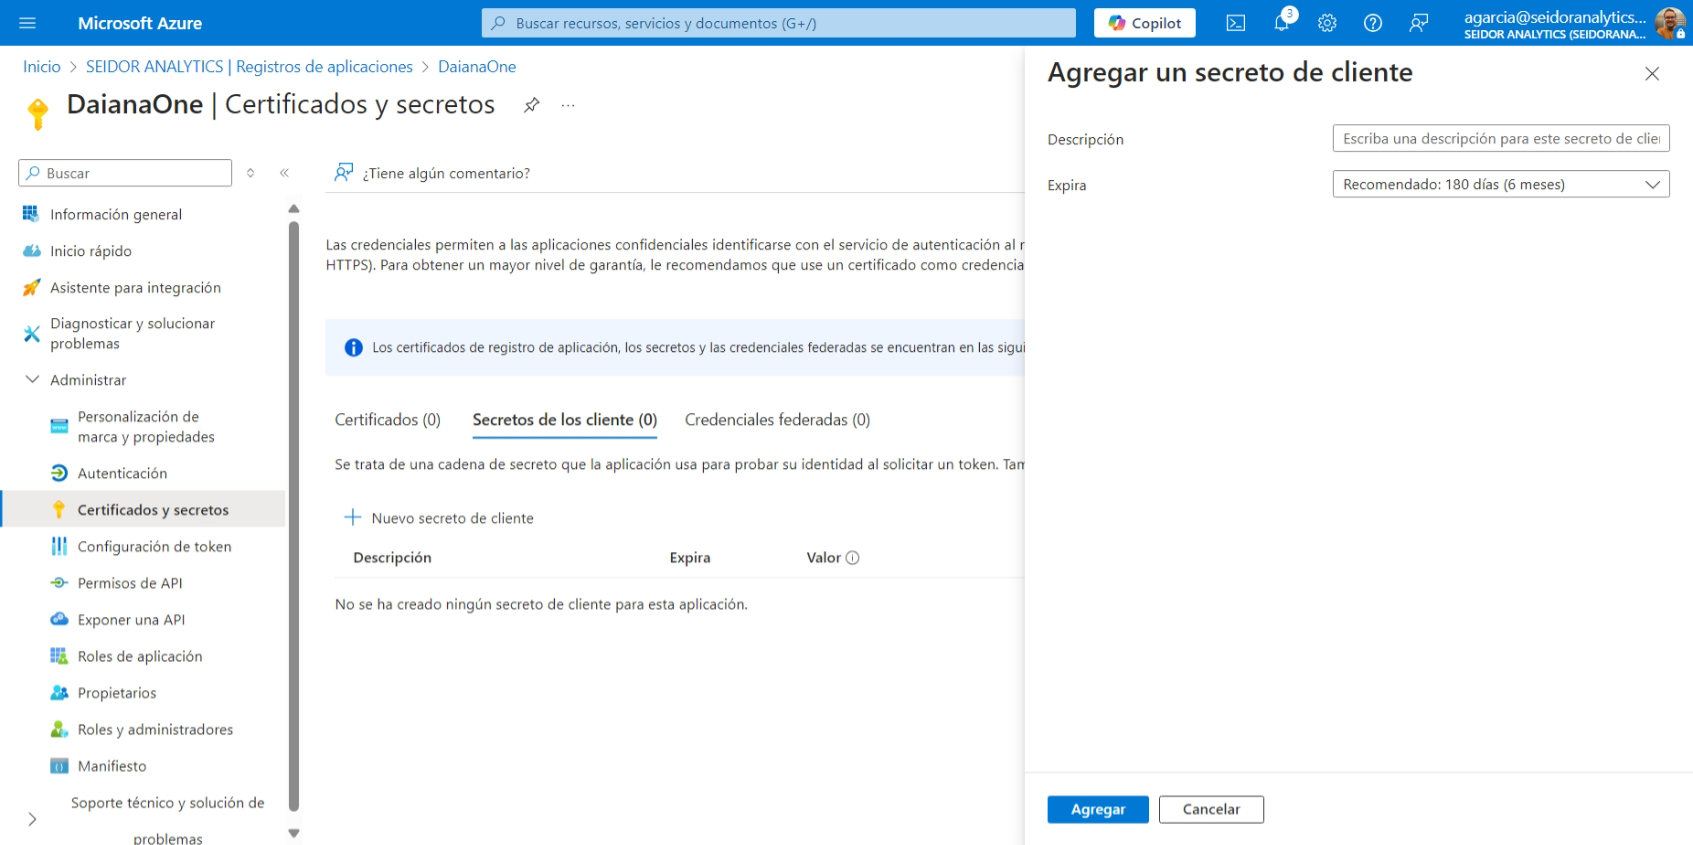 Microsoft Azure
Buscar recursos, servicios y documentos (G+/)
Copilot
3
agarcia@seidoranalytics...
SEIDOR ANALYTICS (SEIDORANA...
Inicio > SEIDOR ANALYTICS | Registros de aplicaciones > DaianaOne
DaianaOne | Certificados y secretos
...
Buscar
«
Información general
Inicio rápido
Asistente para integración
Diagnosticar y solucionar
problemas
Administrar
Personalización de
marca y propiedades
Autenticación
Certificados y secretos
Configuración de token
Permisos de API
Exponer una API
Roles de aplicación
Propietarios
Roles y administradores
Manifiesto
Soporte técnico y solución de
problemas
¿Tiene algún comentario?
Las credenciales permiten a las aplicaciones confidenciales identificarse con el servicio de autenticación al r
HTTPS). Para obtener un mayor nivel de garantía, le recomendamos que use un certificado como credencia
Los certificados de registro de aplicación, los secretos y las credenciales federadas se encuentran en las sigui
Certificados (0)
Secretos de los cliente (0)
Credenciales federadas (0)
Se trata de una cadena de secreto que la aplicación usa para probar su identidad al solicitar un token. Tam
Nuevo secreto de cliente
Descripción
Expira
Valor
No se ha creado ningún secreto de cliente para esta aplicación.
Agregar un secreto de cliente
Descripción
Escriba una descripción para este secreto de clie
Expira
Recomendado: 180 días (6 meses)
Agregar
Cancelar